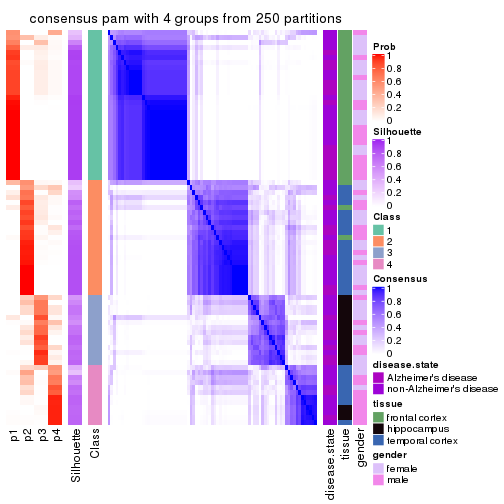 consensus pam with 4 groups from 250 partitions
Prob
1
0.8
0.6
0.4
0.2
0
Silhouette
1
0.8
0.6
0.4
0.2
0
Class
1
2
3
4
Consensus
1
0.8
0.6
0.4
0.2
0
disease.state
Alzheimer's disease
non-Alzheimer's disease
tissue
frontal cortex
hippocampus
temporal cortex
gender
female
male
p1
p2
p3
p4
Silhouette
Class
disease.state
tissue
gender